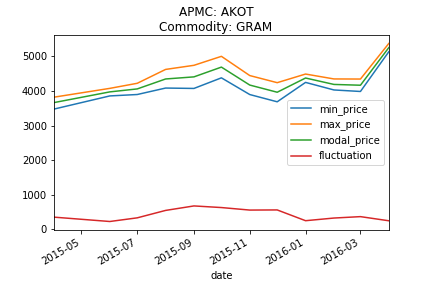 APMC: AKOT
Commodity: GRAM
5000
4000
3000
2000
1000
0
min_price
max_price
modal_price
fluctuation
2015-05
2015-07
2015-09
2015-11
2016-01
2016-03
date